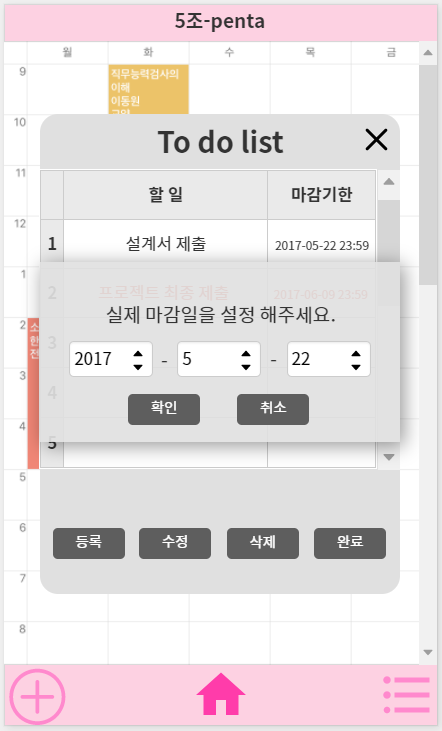 5조-penta
월 화 수 목 금
9
직무능력검사의
이해
이동원
10
To do list
11
할 일 마감기한
12
1 설계서 제출 2017-05-22 23:59
1
2 프로젝트 최종 제출 2017-06-09 23:59
실제 마감일을 설정 해주세요.
2
소
한
전
3
2017 - 5 - 22
3
4
확인 취소
4
5
5
6
등록 수정 삭제 완료
7
8